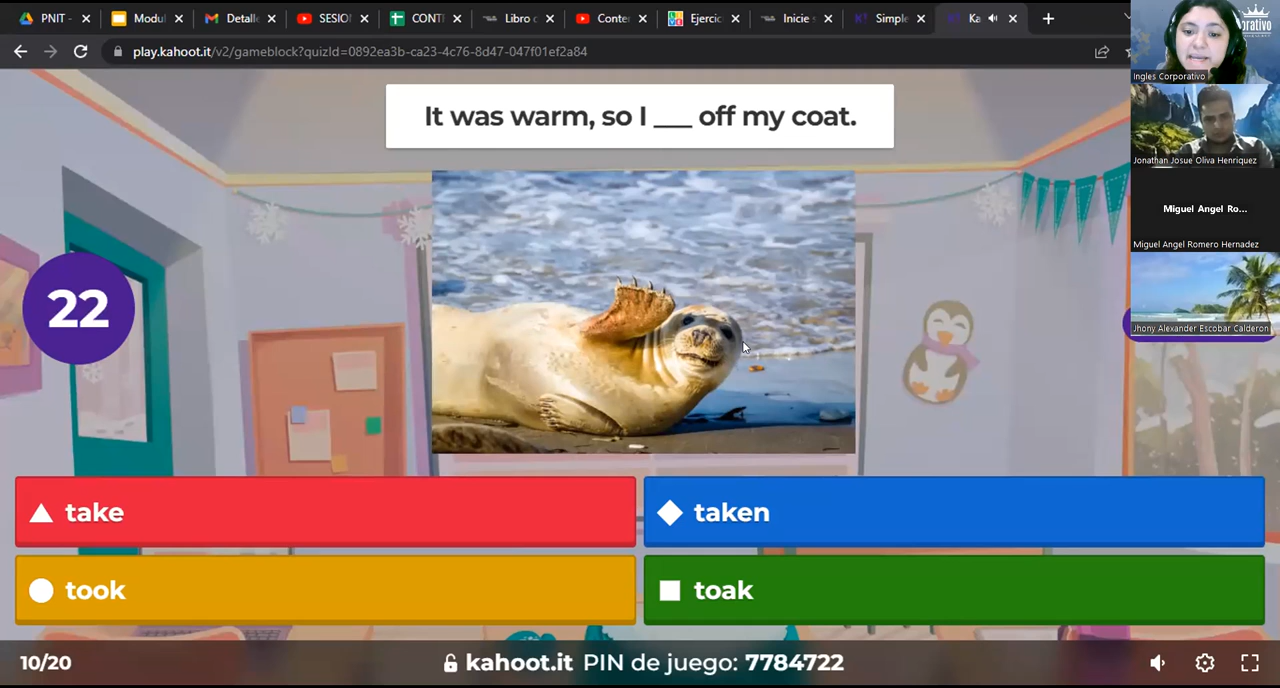 PNIT -
Modul
Detalle
SESIO
CONT
Libro
Conter
Ejercic
Inicie s
Simple
Ka
play.kahoot.it/v2/gameblock?quizId=0892ea3b-ca23-4c76-8d47-047f01ef2a84
orativo
Ingles Corporativo
It was warm, so I ___ off my coat.
Jonathan Josue Oliva Henriquez
Miguel Angel Ro...
Miguel Angel Romero Hernadez
22
Jhony Alexander Escobar Calderon
take
taken
took
toak
10/20
kahoot.it PIN de juego: 7784722